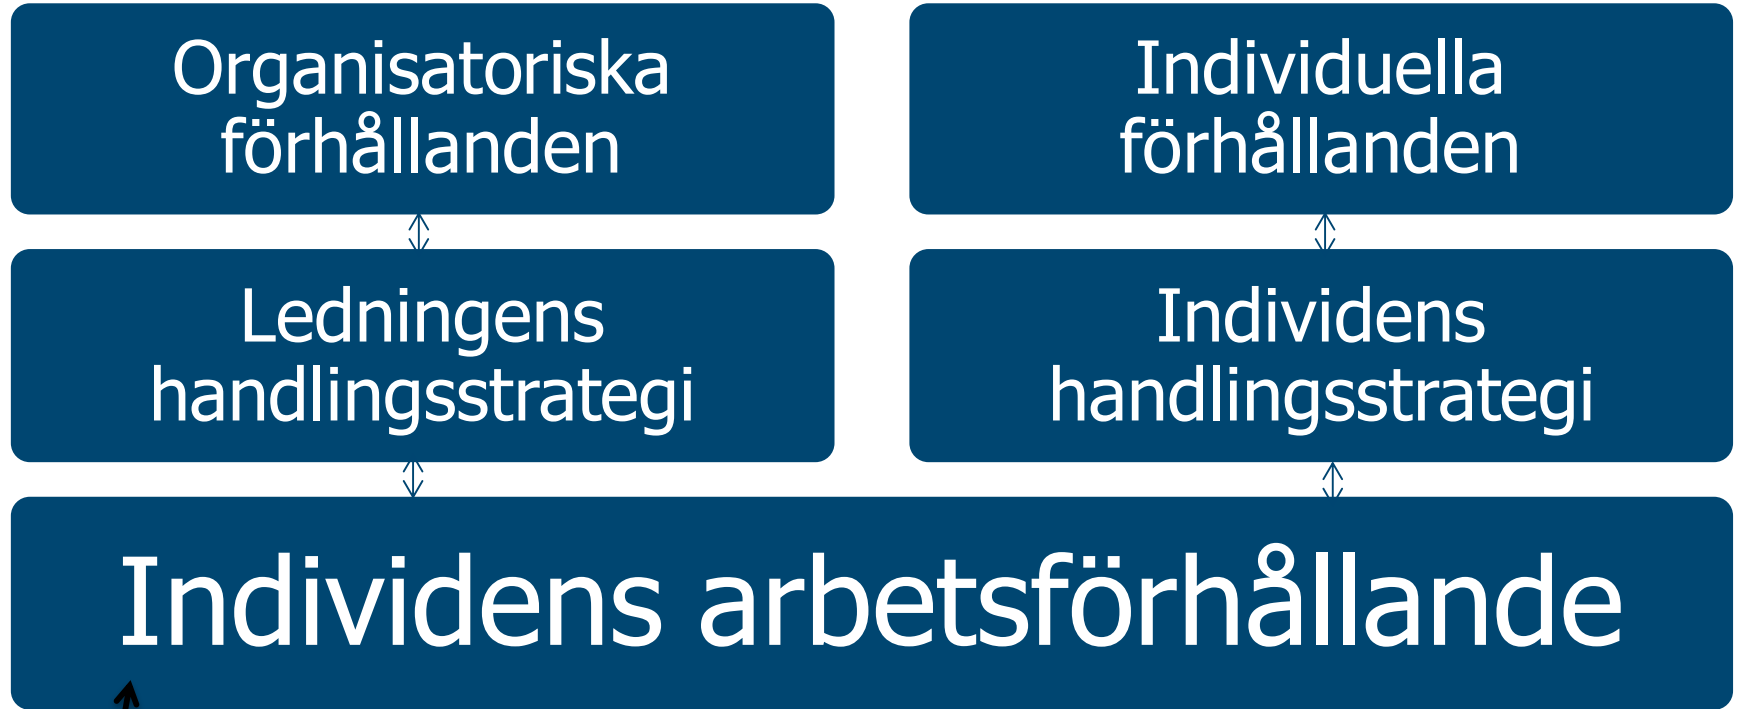 Organisatoriska
förhållanden
Individuella
förhållanden
Ledningens
handlingsstrategi
Individens
handlingsstrategi
Individens arbetsförhållande